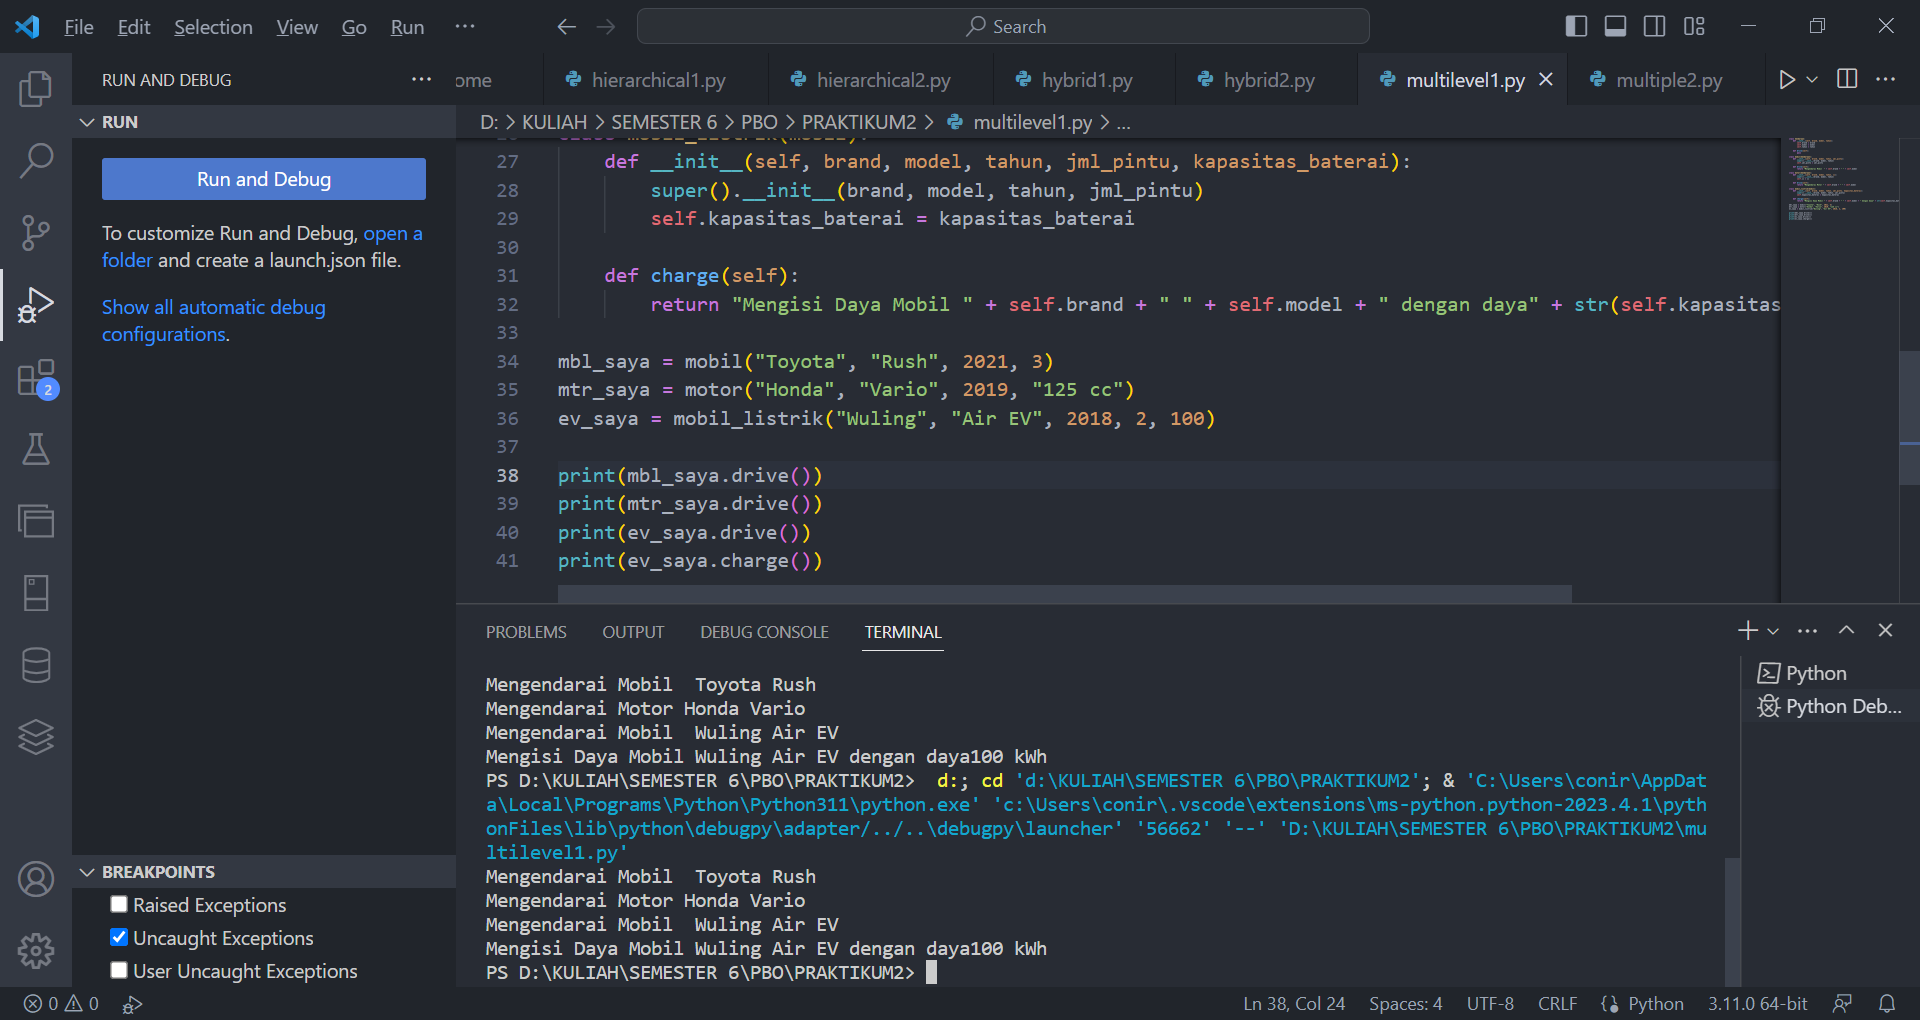 File Edit Selection View Go Run ··· Search
RUN AND DEBUG ···
ome hierarchical1.py hierarchical2.py hybrid1.py hybrid2.py multilevel1.py multiple2.py
RUN
Run and Debug
To customize Run and Debug, open a
folder and create a launch.json file.
Show all automatic debug
configurations.
2
BREAKPOINTS
Raised Exceptions
Uncaught Exceptions
User Uncaught Exceptions
D: > KULIAH > SEMESTER 6 > PBO > PRAKTIKUM2 > multilevel1.py > ...
27 def __init__(self, brand, model, tahun, jml_pintu, kapasitas_baterai):
28 super().__init__(brand, model, tahun, jml_pintu)
29 self.kapasitas_baterai = kapasitas_baterai
30
31 def charge(self):
32 return "Mengisi Daya Mobil " + self.brand + " " + self.model + " dengan daya" + str(self.kapasitas
33
34 mbl_saya = mobil("Toyota", "Rush", 2021, 3)
35 mtr_saya = motor("Honda", "Vario", 2019, "125 cc")
36 ev_saya = mobil_listrik("Wuling", "Air EV", 2018, 2, 100)
37
38 print(mbl_saya.drive())
39 print(mtr_saya.drive())
40 print(ev_saya.drive())
41 print(ev_saya.charge())
PROBLEMS OUTPUT DEBUG CONSOLE TERMINAL
Mengendarai Mobil  Toyota Rush
Mengendarai Motor Honda Vario
Mengendarai Mobil  Wuling Air EV
Mengisi Daya Mobil Wuling Air EV dengan daya100 kWh
PS D:\KULIAH\SEMESTER 6\PBO\PRAKTIKUM2>  d:; cd 'd:\KULIAH\SEMESTER 6\PBO\PRAKTIKUM2'; & 'C:\Users\conir\AppDat
a\Local\Programs\Python\Python311\python.exe' 'c:\Users\conir\.vscode\extensions\ms-python.python-2023.4.1\pyth
onFiles\lib\python\debugpy\adapter/../..\debugpy\launcher' '56662' '--' 'D:\KULIAH\SEMESTER 6\PBO\PRAKTIKUM2\mu
ltilevel1.py'
Mengendarai Mobil  Toyota Rush
Mengendarai Motor Honda Vario
Mengendarai Mobil  Wuling Air EV
Mengisi Daya Mobil Wuling Air EV dengan daya100 kWh
PS D:\KULIAH\SEMESTER 6\PBO\PRAKTIKUM2>
Python
Python Deb...
0 0 Ln 38, Col 24 Spaces: 4 UTF-8 CRLF Python 3.11.0 64-bit